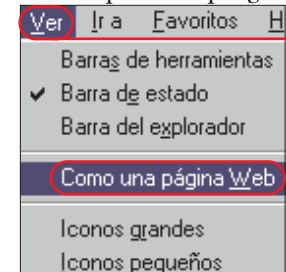 Ver Ir a Favoritos H
Barras de herramientas
✔ Barra de estado
Barra del explorador
Como una página Web
Iconos grandes
Iconos pequeños